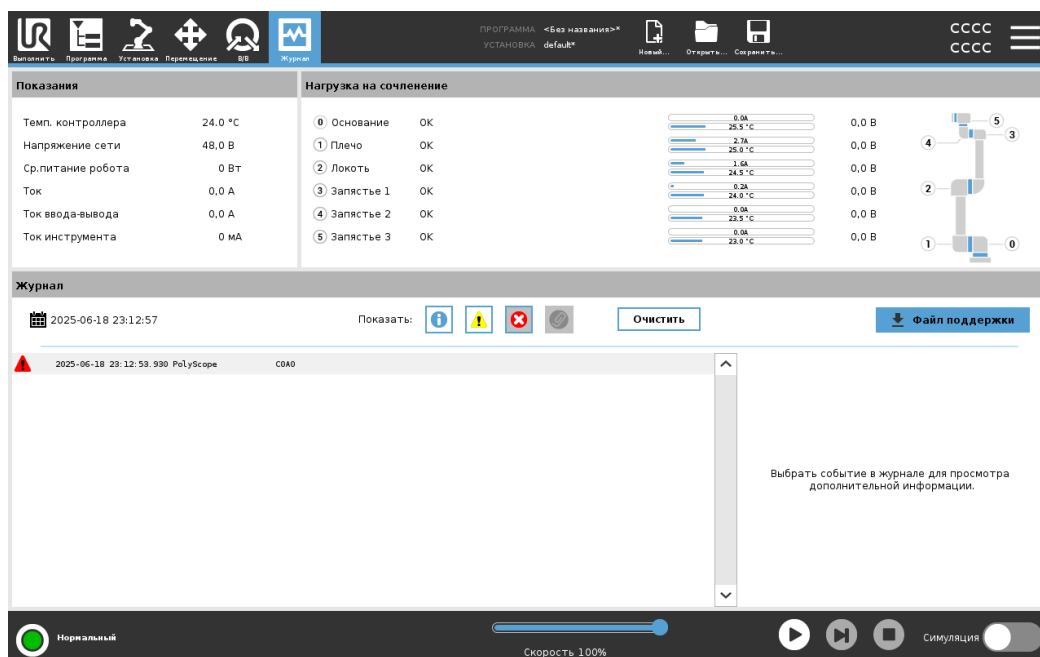 ПРОГРАММА <Без названия>*
УСТАНОВКА default*
Выполнить Программа Установка Перемещение В/В Журнал
Новый... Открыть... Сохранить...
CCCC
CCCC
Показания
Нагрузка на сочленение
Темп. контроллера 24.0 °C
Напряжение сети 48,0 В
Ср.питание робота 0 Вт
Ток 0,0 А
Ток ввода-вывода 0,0 А
Ток инструмента 0 мА
0 Основание OK 0.0A 25.5 °C 0,0 В
1 Плечо OK 2.7A 25.0 °C 0,0 В
2 Локоть OK 1.6A 24.5 °C 0,0 В
3 Запястье 1 OK 0.2A 24.0 °C 0,0 В
4 Запястье 2 OK 0.0A 23.5 °C 0,0 В
5 Запястье 3 OK 0.0A 23.0 °C 0,0 В
5
3
4
2
1
0
Журнал
2025-06-18 23:12:57 Показать: Очистить Файл поддержки
2025-06-18 23:12:53.930 PolyScope C0A0
Выбрать событие в журнале для просмотра
дополнительной информации.
Нормальный
Скорость 100%
Симуляция